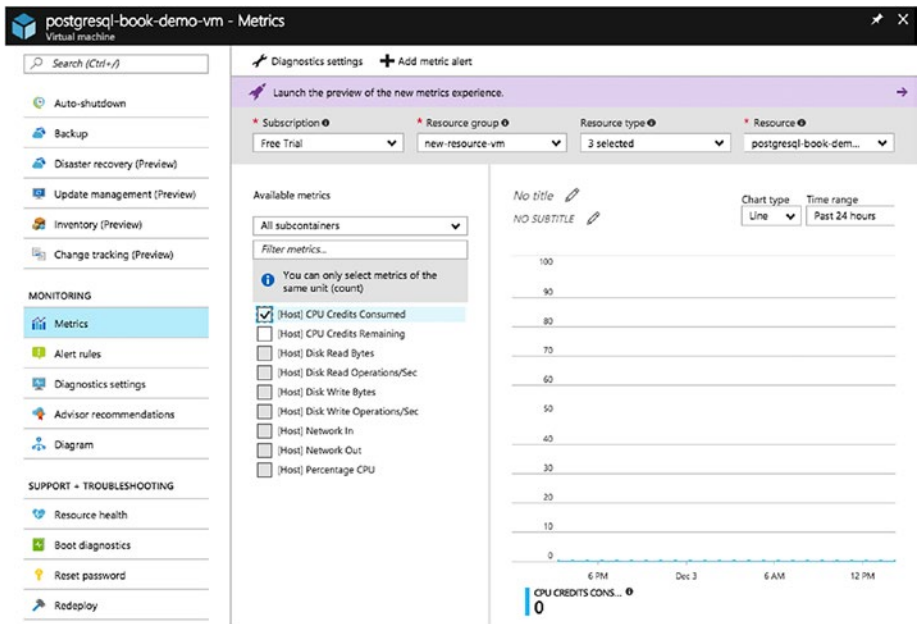 postgresql-book-demo-vm - Metrics
Virtual machine
Search (Ctrl+/)
Auto-shutdown
Backup
Disaster recovery (Preview)
Update management (Preview)
Inventory (Preview)
Change tracking (Preview)
MONITORING
Metrics
Alert rules
Diagnostics settings
Advisor recommendations
Diagram
SUPPORT + TROUBLESHOOTING
Resource health
Boot diagnostics
Reset password
Redeploy
Diagnostics settings Add metric alert
Launch the preview of the new metrics experience.
* Subscription * Resource group Resource type * Resource
Free Trial new-resource-vm 3 selected postgresql-book-dem...
Available metrics
All subcontainers
Filter metrics...
You can only select metrics of the
same unit (count)
[Host] CPU Credits Consumed
[Host] CPU Credits Remaining
[Host] Disk Read Bytes
[Host] Disk Read Operations/Sec
[Host] Disk Write Bytes
[Host] Disk Write Operations/Sec
[Host] Network In
[Host] Network Out
[Host] Percentage CPU
No title
NO SUBTITLE
Chart type Time range
Line Past 24 hours
100
90
80
70
60
50
40
30
20
10
0
6 PM Dec 3 6 AM 12 PM
CPU CREDITS CONS...
0